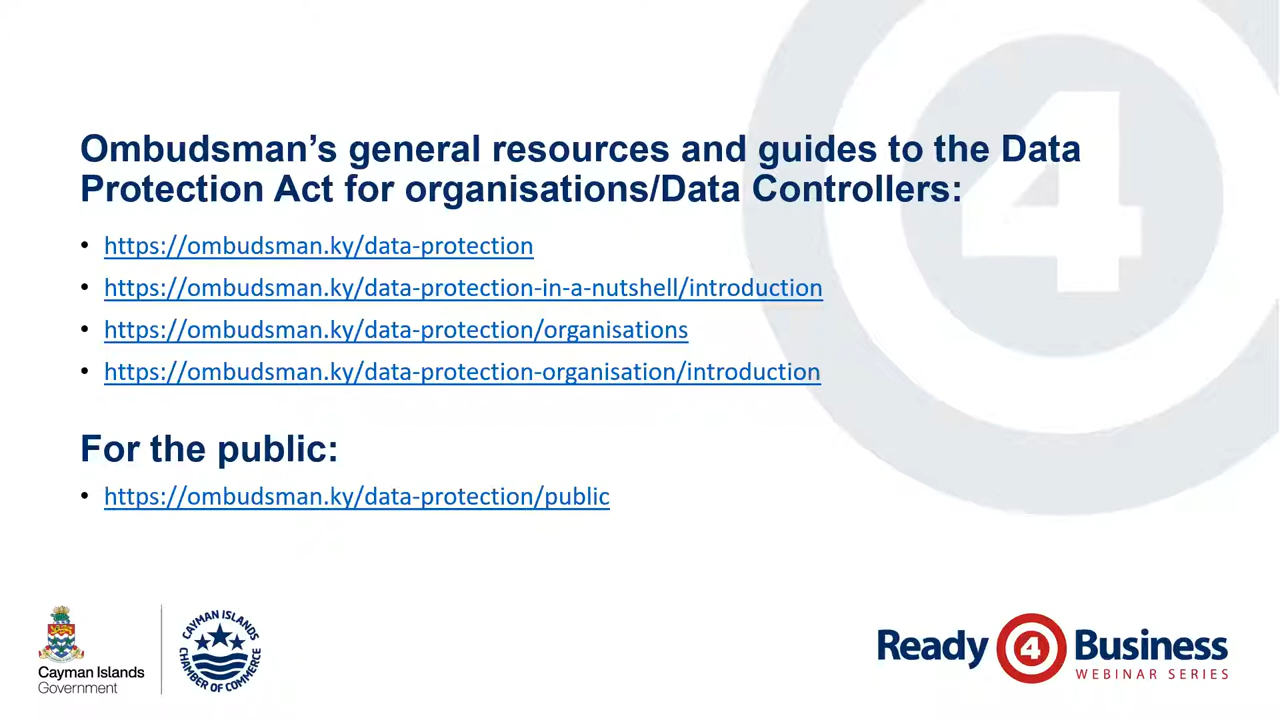 4
Ombudsman’s general resources and guides to the Data
Protection Act for organisations/Data Controllers:
• https://ombudsman.ky/data-protection
• https://ombudsman.ky/data-protection-in-a-nutshell/introduction
• https://ombudsman.ky/data-protection/organisations
• https://ombudsman.ky/data-protection-organisation/introduction
For the public:
• https://ombudsman.ky/data-protection/public
Cayman Islands
Government
CAYMAN ISLANDS
CHAMBER OF COMMERCE
Ready 4 Business
WEBINAR SERIES